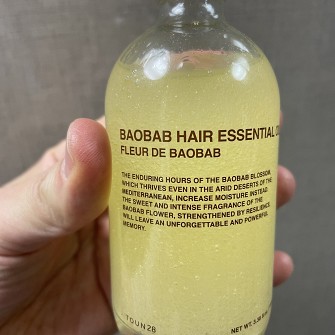 BAOBAB HAIR ESSENTIAL
FLEUR DE BAOBAB
THE ENDURING HOURS OF THE BAOBAB BLOSSOM,
WHICH THRIVES EVEN IN THE ARID DESERTS OF THE
MEDITERRANEAN, INCREASE MOISTURE INSTEAD.
THE SWEET AND INTENSE FRAGRANCE OF THE
BAOBAB FLOWER, STRENGTHENED BY RESILIENCE,
WILL LEAVE AN UNFORGETTABLE AND POWERFUL
MEMORY.
TOUN28
NET WT.